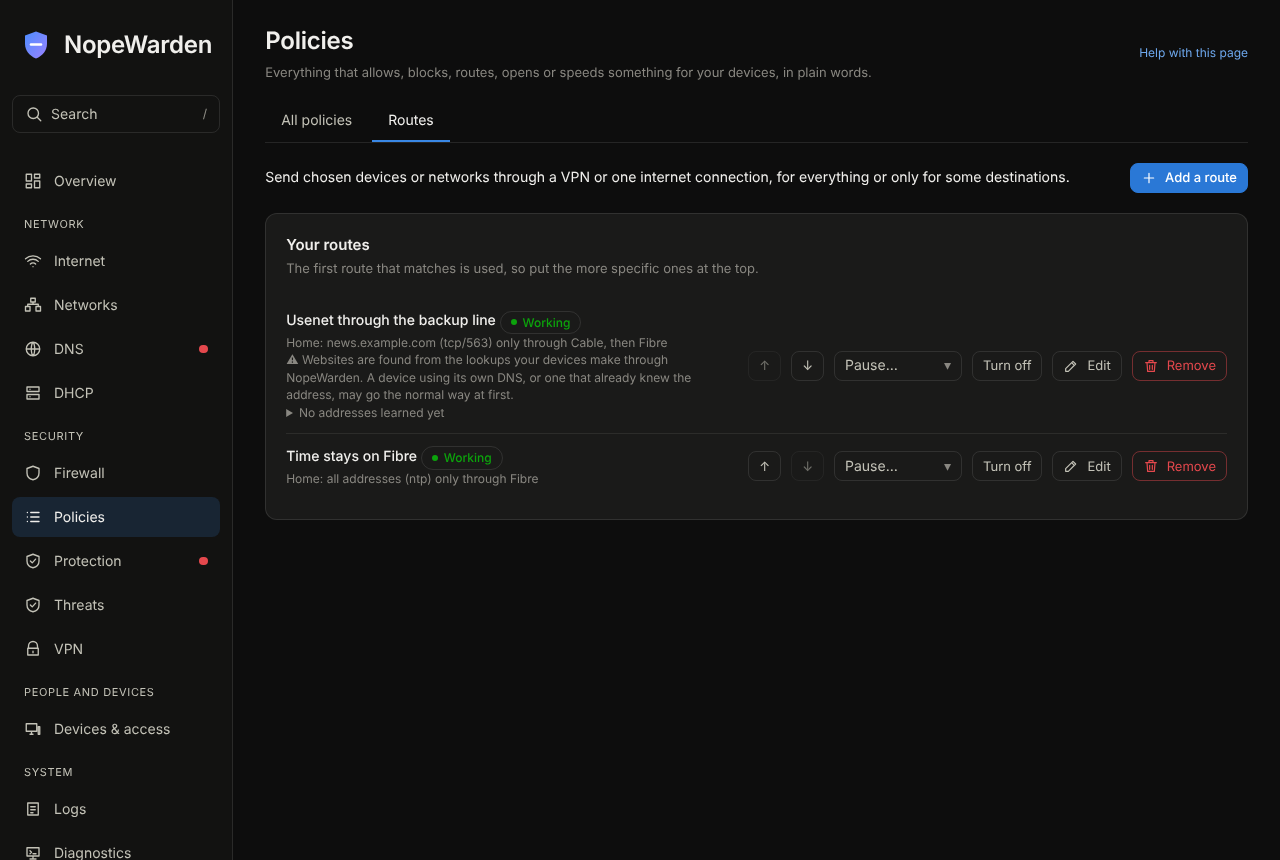 NopeWarden
Search /
Overview
NETWORK
Internet
Networks
DNS
DHCP
SECURITY
Firewall
Policies
Protection
Threats
VPN
PEOPLE AND DEVICES
Devices & access
SYSTEM
Logs
Diagnostics
Policies
Everything that allows, blocks, routes, opens or speeds something for your devices, in plain words.
Help with this page
All policies Routes
Send chosen devices or networks through a VPN or one internet connection, for everything or only for some destinations.
+ Add a route
Your routes
The first route that matches is used, so put the more specific ones at the top.
Usenet through the backup line Working
Home: news.example.com (tcp/563) only through Cable, then Fibre
⚠ Websites are found from the lookups your devices make through
NopeWarden. A device using its own DNS, or one that already knew the
address, may go the normal way at first.
▶ No addresses learned yet
↑ ↓ Pause... ▾ Turn off Edit Remove
Time stays on Fibre Working
Home: all addresses (ntp) only through Fibre
↑ ↓ Pause... ▾ Turn off Edit Remove